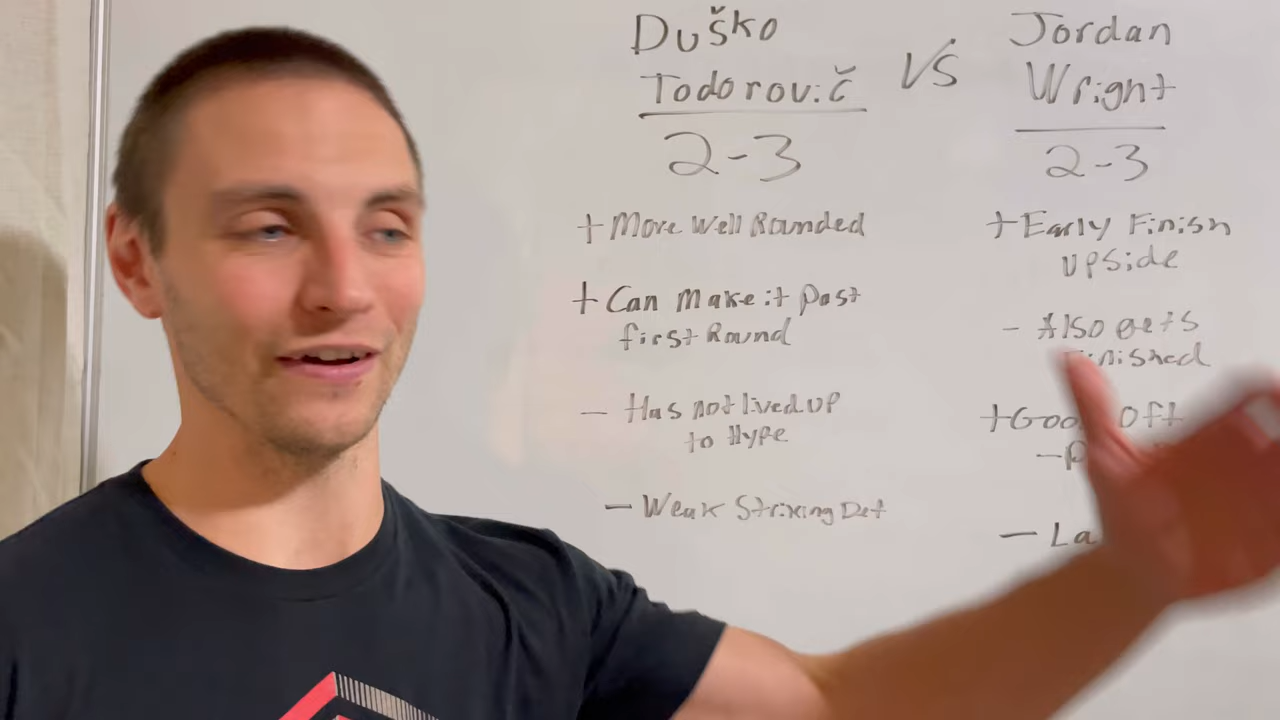 Duško
Todorovič
2-3
+ More Well Rounded
+ Can Make it Past
first Round
- Has not lived up
to Hype
- Weak Striking Def
VS
Jordan
Wright
2-3
+ Early Finish
upside
- Also gets
+ Off